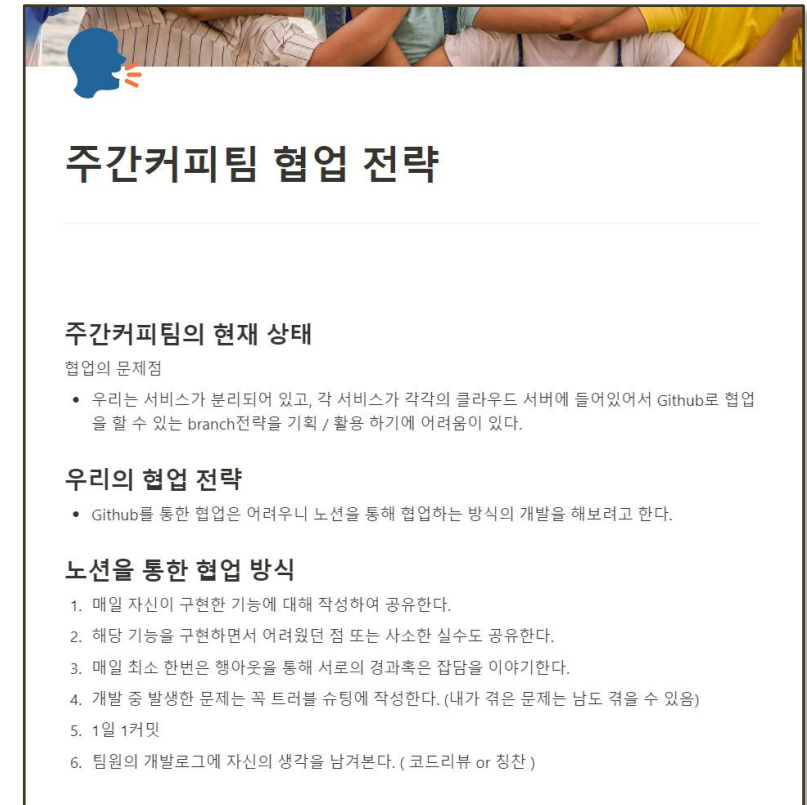 주간커피팀 협업 전략
주간커피팀의 현재 상태
협업의 문제점
• 우리는 서비스가 분리되어 있고, 각 서비스가 각각의 클라우드 서버에 들어있어서 Github로 협업
을 할 수 있는 branch전략을 기획 / 활용 하기에 어려움이 있다.
우리의 협업 전략
• Github를 통한 협업은 어려우니 노션을 통해 협업하는 방식의 개발을 해보려고 한다.
노션을 통한 협업 방식
1. 매일 자신이 구현한 기능에 대해 작성하여 공유한다.
2. 해당 기능을 구현하면서 어려웠던 점 또는 사소한 실수도 공유한다.
3. 매일 최소 한번은 행아웃을 통해 서로의 경과혹은 잡담을 이야기한다.
4. 개발 중 발생한 문제는 꼭 트러블 슈팅에 작성한다. (내가 겪은 문제는 남도 겪을 수 있음)
5. 1일 1커밋
6. 팀원의 개발로그에 자신의 생각을 남겨본다. ( 코드리뷰 or 칭찬 )